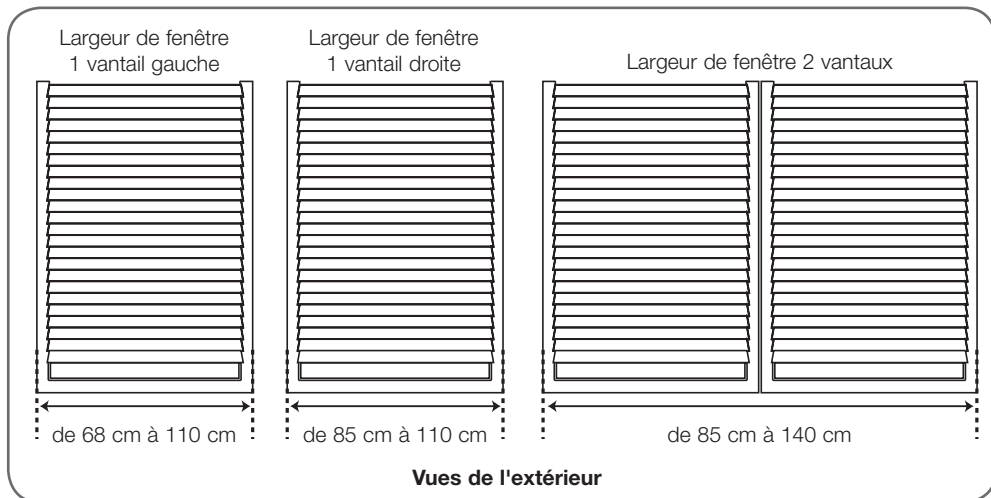 Largeur de fenêtre
1 vantail gauche
Largeur de fenêtre
1 vantail droite
Largeur de fenêtre 2 vantaux
de 68 cm à 110 cm
de 85 cm à 110 cm
de 85 cm à 140 cm
Vues de l'extérieur